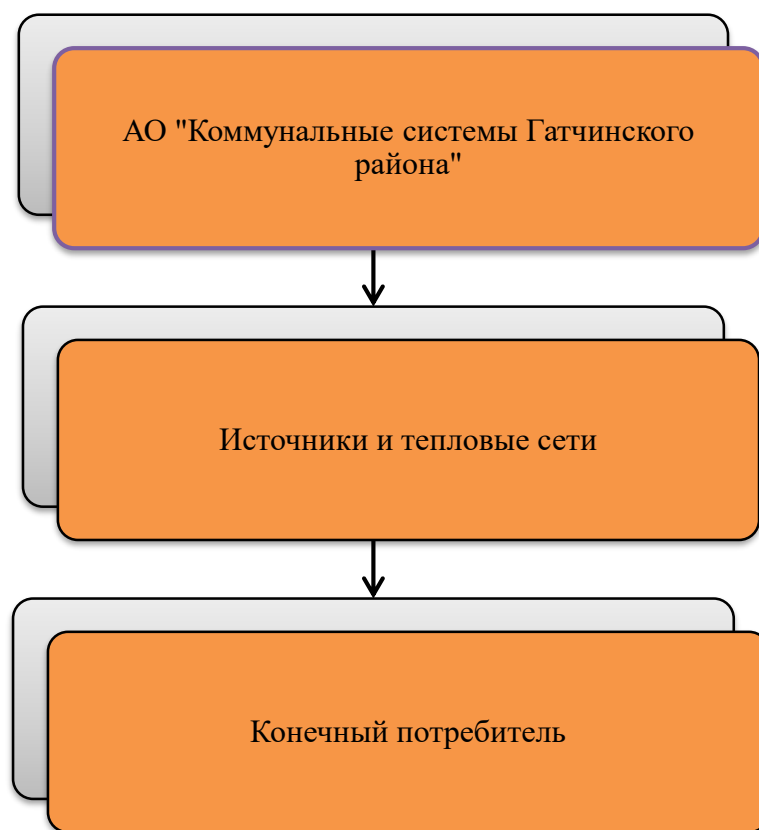 АО "Коммунальные системы Гатчинского
района"
Источники и тепловые сети
Конечный потребитель